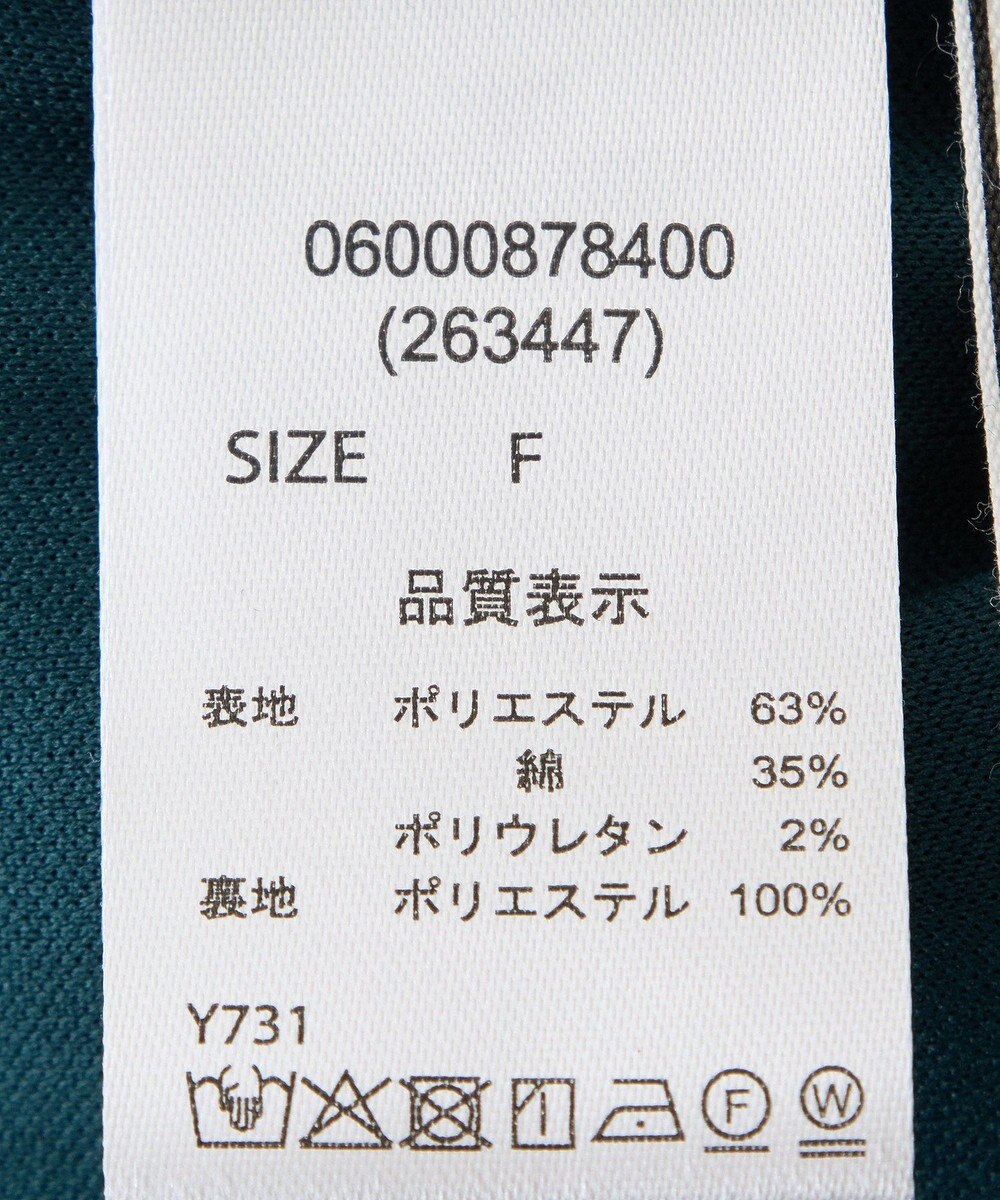 06000878400
(263447)
SIZE F
品質表示
表地 ポリエステル 63%
綿 35%
ポリウレタン 2%
裏地 ポリエステル 100%
Y731
F W